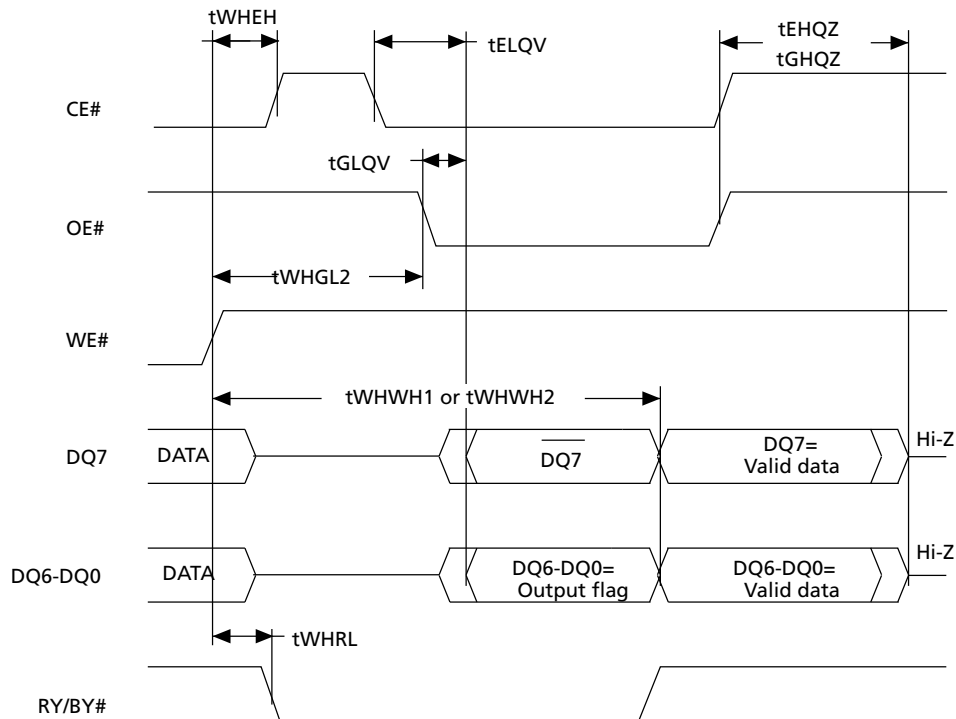 tWHEH
tELQV
tEHQZ
tGHQZ
CE#
tGLQV
OE#
tWHGL2
WE#
tWHWH1 or tWHWH2
DQ7
DATA
DQ7
DQ7=
Valid data
Hi-Z
DQ6-DQ0
DATA
DQ6-DQ0=
Output flag
DQ6-DQ0=
Valid data
Hi-Z
tWHRL
RY/BY#